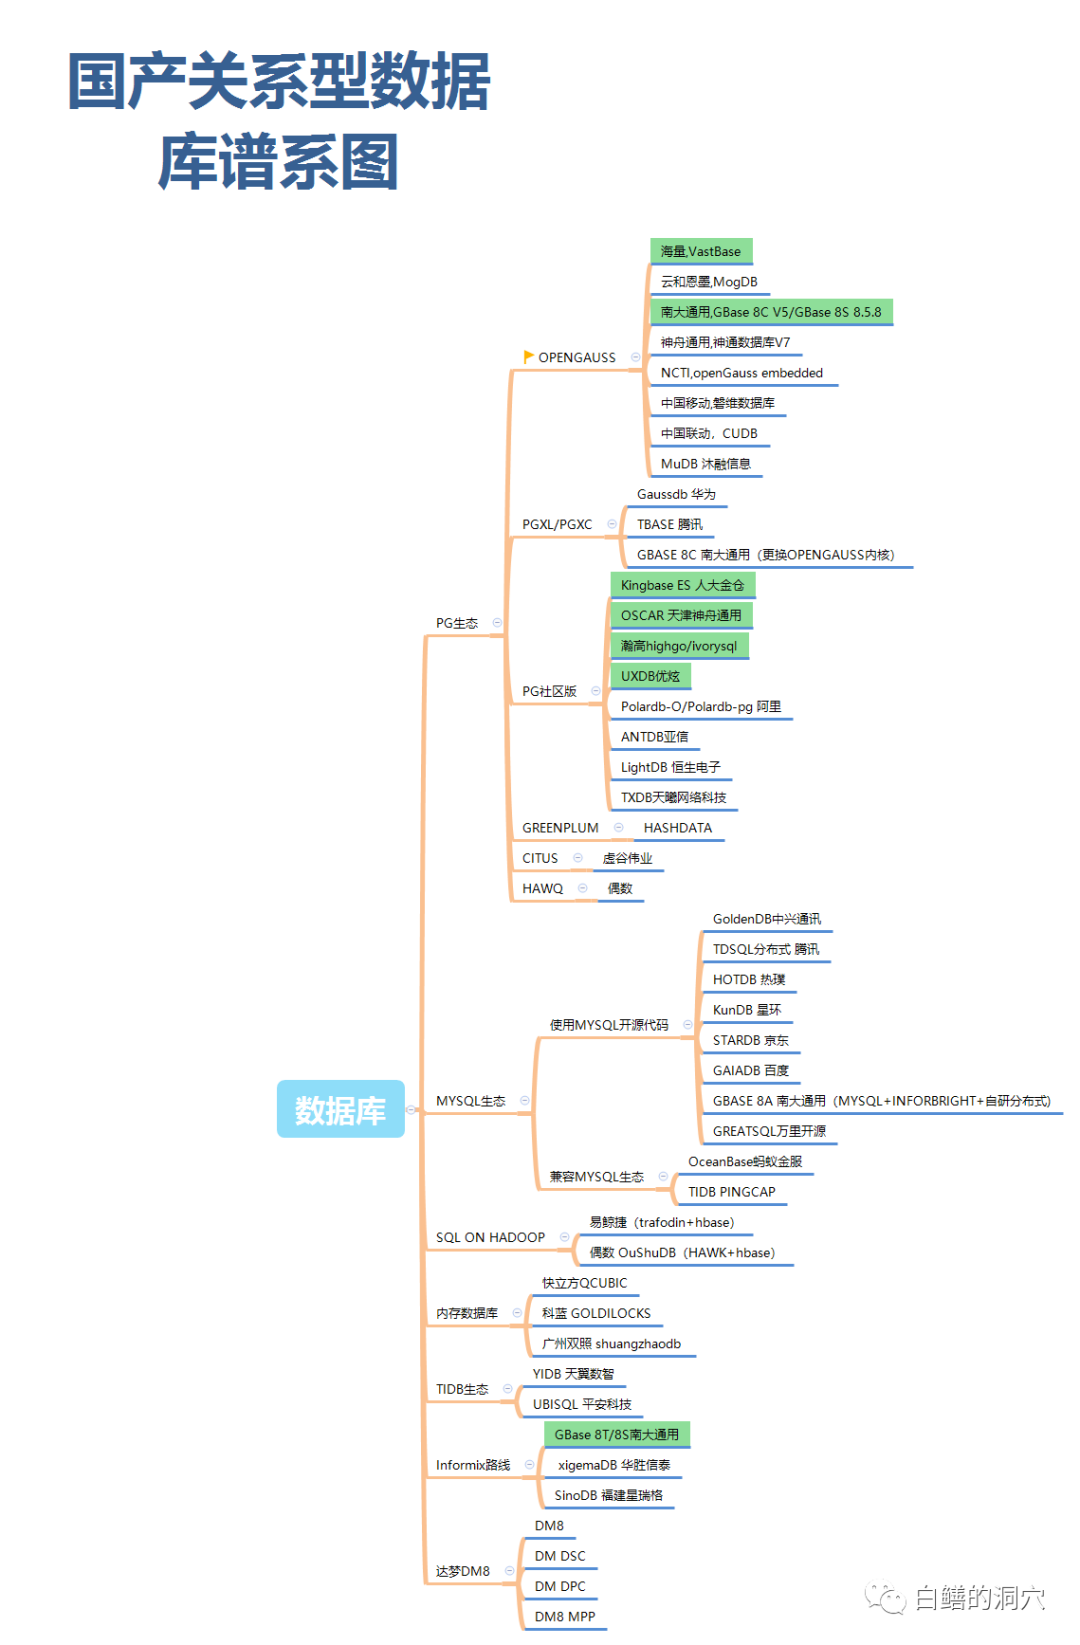 国产关系型数据
库谱系图
海量,VastBase
云和恩墨,MogDB
南大通用,GBase 8C V5/GBase 8S 8.5.8
神舟通用,神通数据库V7
OPENGAUSS
NCTI,openGauss embedded
中国移动,磐维数据库
中国联动，CUDB
MuDB 沐融信息
Gaussdb 华为
PGXL/PGXC
TBASE 腾讯
GBASE 8C 南大通用（更换OPENGAUSS内核）
Kingbase ES 人大金仓
OSCAR 天津神舟通用
PG生态
瀚高highgo/ivorysql
UXDB优炫
PG社区版
Polardb-O/Polardb-pg 阿里
ANTDB亚信
LightDB 恒生电子
TXDB天曦网络科技
GREENPLUM
HASHDATA
CITUS
虚谷伟业
HAWQ
偶数
GoldenDB中兴通讯
TDSQL分布式 腾讯
HOTDB 热璞
KunDB 星环
使用MYSQL开源代码
STARDB 京东
GAIADB 百度
数据库
MYSQL生态
GBASE 8A 南大通用（MYSQL+INFORBRIGHT+自研分布式)
GREATSQL万里开源
OceanBase蚂蚁金服
兼容MYSQL生态
TIDB PINGCAP
易鲸捷（trafodin+hbase）
SQL ON HADOOP
偶数 OuShuDB（HAWK+hbase）
快立方QCUBIC
内存数据库
科蓝 GOLDILOCKS
广州双照 shuangzhaodb
YIDB 天翼数智
TIDB生态
UBISQL 平安科技
GBase 8T/8S南大通用
Informix路线
xigemaDB 华胜信泰
SinoDB 福建星瑞格
DM8
DM DSC
达梦DM8
DM DPC
DM8 MPP
白鳝的洞穴